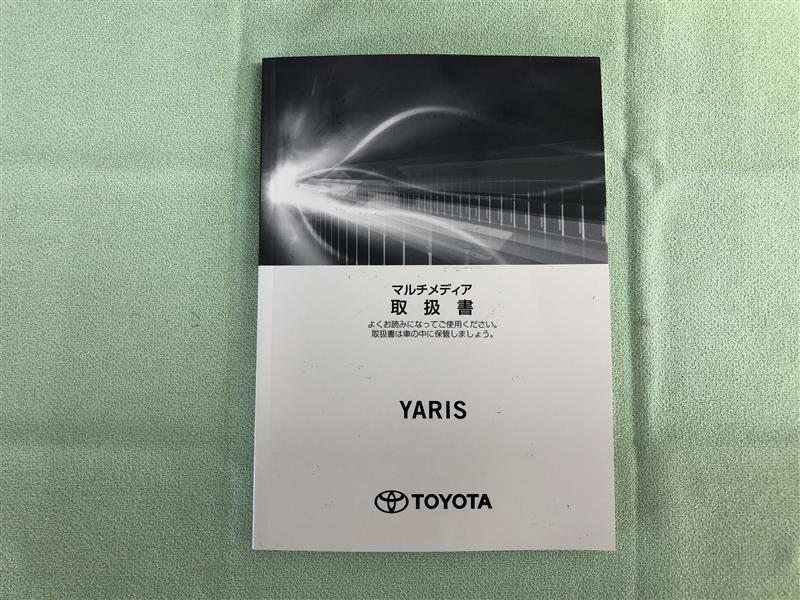 マルチメディア
取扱書
よくお読みになってご使用ください。
取扱書は車の中に保管しましょう。
YARIS
TOYOTA